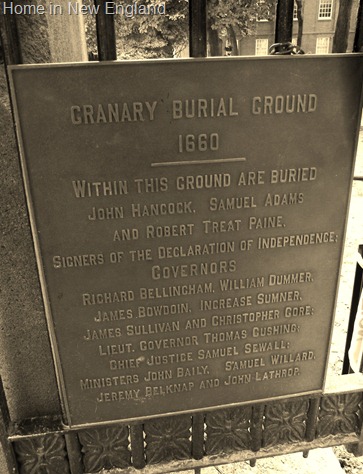 Home in New England
GRANARY BURIAL GROUND
1660
WITHIN THIS GROUND ARE BURIED
JOHN HANCOCK, SAMUEL ADAMS
AND ROBERT TREAT PAINE,
SIGNERS OF THE DECLARATION OF INDEPENDENCE;
GOVERNORS
RICHARD BELLINGHAM, WILLIAM DUMMER,
JAMES BOWDOIN, INCREASE SUMNER,
JAMES SULLIVAN AND CHRISTOPHER GORE;
LIEUT. GOVERNOR THOMAS CUSHING;
CHIEF JUSTICE SAMUEL SEWALL;
MINISTERS JOHN BAILY, SAMUEL WILLARD,
JEREMY BELKNAP AND JOHN LATHROP.